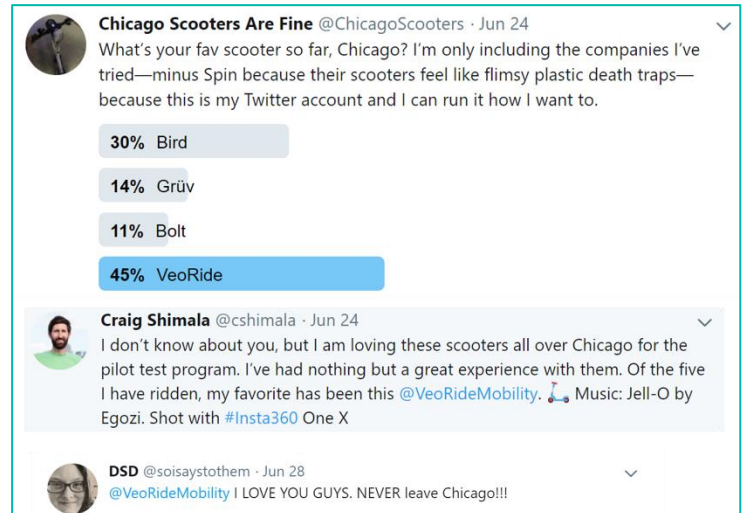 Chicago Scooters Are Fine @ChicagoScooters · Jun 24
What's your fav scooter so far, Chicago? I'm only including the companies I've
tried—minus Spin because their scooters feel like flimsy plastic death traps—
because this is my Twitter account and I can run it how I want to.
30% Bird
14% Grüv
11% Bolt
45% VeoRide
Craig Shimala @cshimala · Jun 24
I don't know about you, but I am loving these scooters all over Chicago for the
pilot test program. I've had nothing but a great experience with them. Of the five
I have ridden, my favorite has been this @VeoRideMobility. 🛴 Music: Jell-O by
Egozi. Shot with #Insta360 One X
DSD @soisaystothem · Jun 28
@VeoRideMobility I LOVE YOU GUYS. NEVER leave Chicago!!!